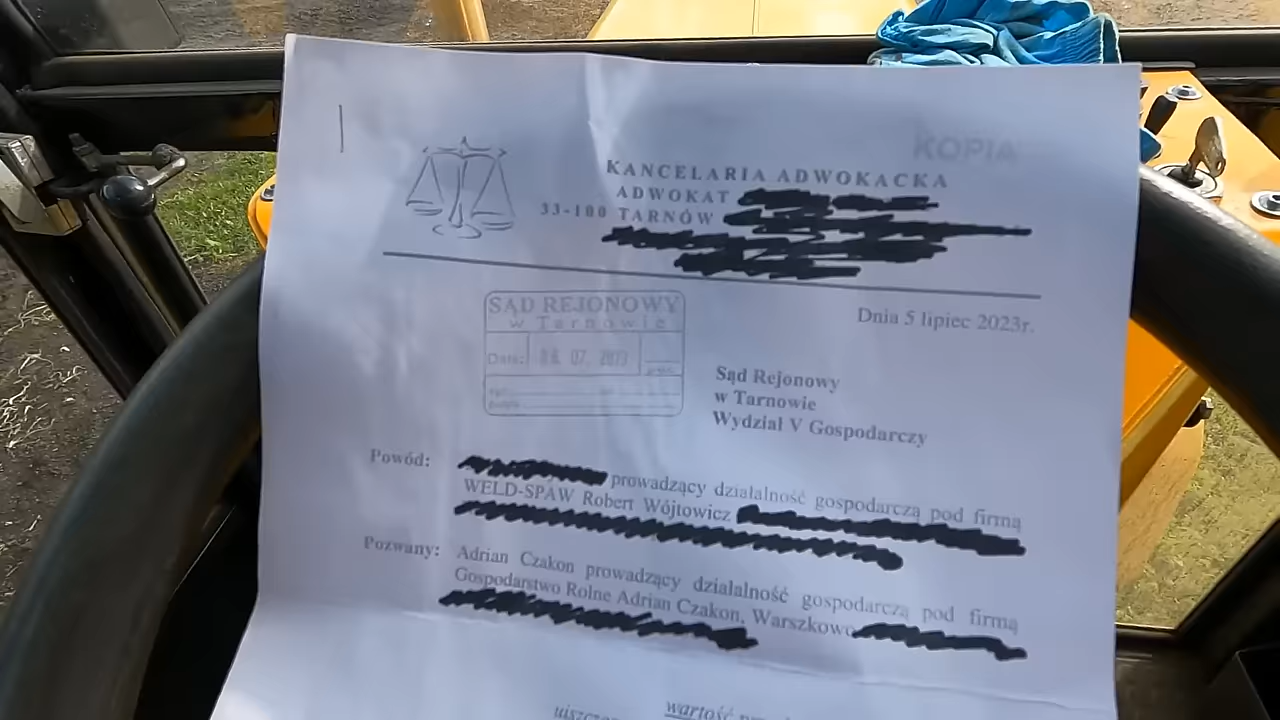 KOPIA
KANCELARIA ADWOKACKA
ADWOKAT
33-100 TARNÓW
SĄD REJONOWY
w Tarnowie
Data: 07. 2023
Dnia 5 lipiec 2023r.
Sąd Rejonowy
w Tarnowie
Wydział V Gospodarczy
Powód: prowadzący działalność gospodarczą pod firmą
WELD-SPAW Robert Wójtowicz
Pozwany: Adrian Czakon prowadzący działalność gospodarczą pod firmą
Gospodarstwo Rolne Adrian Czakon, Warszkowo
wartość